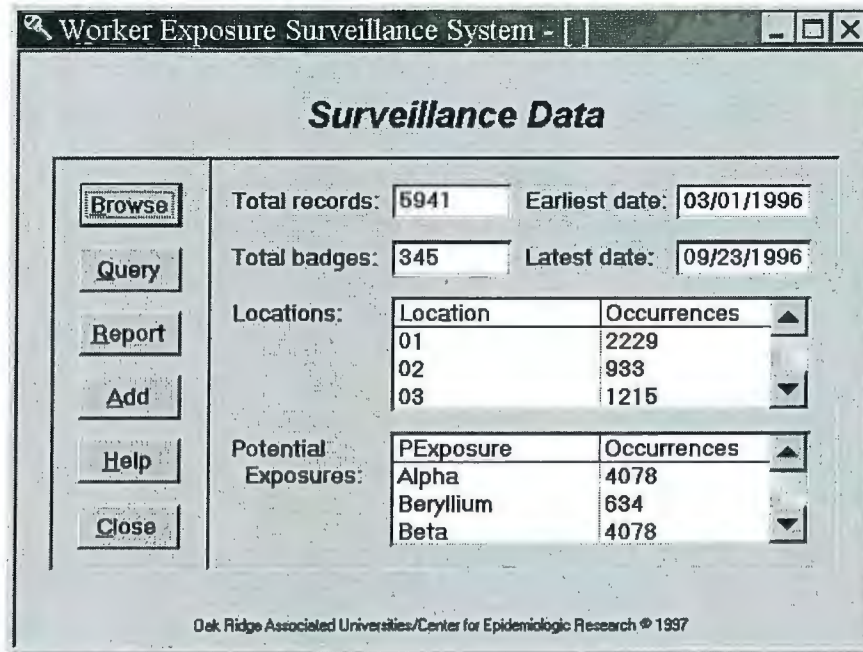 Worker Exposure Surveillance System - [ ]
Surveillance Data
Browse
Query
Report
Add
Help
Close
Total records: 5941 Earliest date: 03/01/1996
Total badges: 345 Latest date: 09/23/1996
Locations:
Location Occurrences
01 2229
02 933
03 1215
Potential
Exposures:
PExposure Occurrences
Alpha 4078
Beryllium 634
Beta 4078
Oak Ridge Associated Universities/Center for Epidemiologic Research © 1997